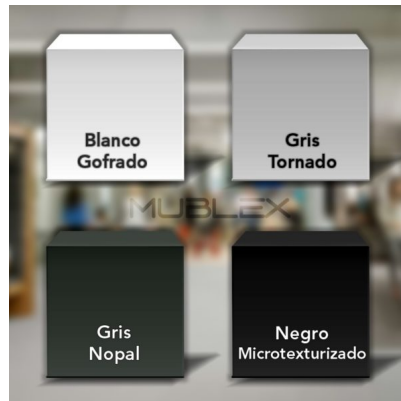 Blanco
Gofrado
Gris
Tornado
MUBLEX
Gris
Nopal
Negro
Microtexturizado